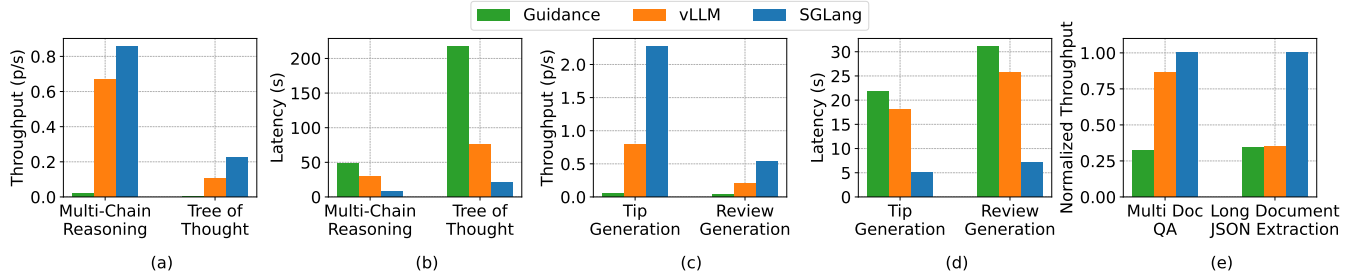 Guidance vLLM SGLang
Throughput (p/s)
0.8
0.6
0.4
0.2
0.0
Multi-Chain
Reasoning
Tree of
Thought
(a)
Latency (s)
200
150
100
50
0
Multi-Chain
Reasoning
Tree of
Thought
(b)
Throughput (p/s)
2.0
1.5
1.0
0.5
0.0
Tip
Generation
Review
Generation
(c)
Latency (s)
30
25
20
15
10
5
0
Tip
Generation
Review
Generation
(d)
Normalized Throughput
1.00
0.75
0.50
0.25
0.00
Multi Doc
QA
Long Document
JSON Extraction
(e)